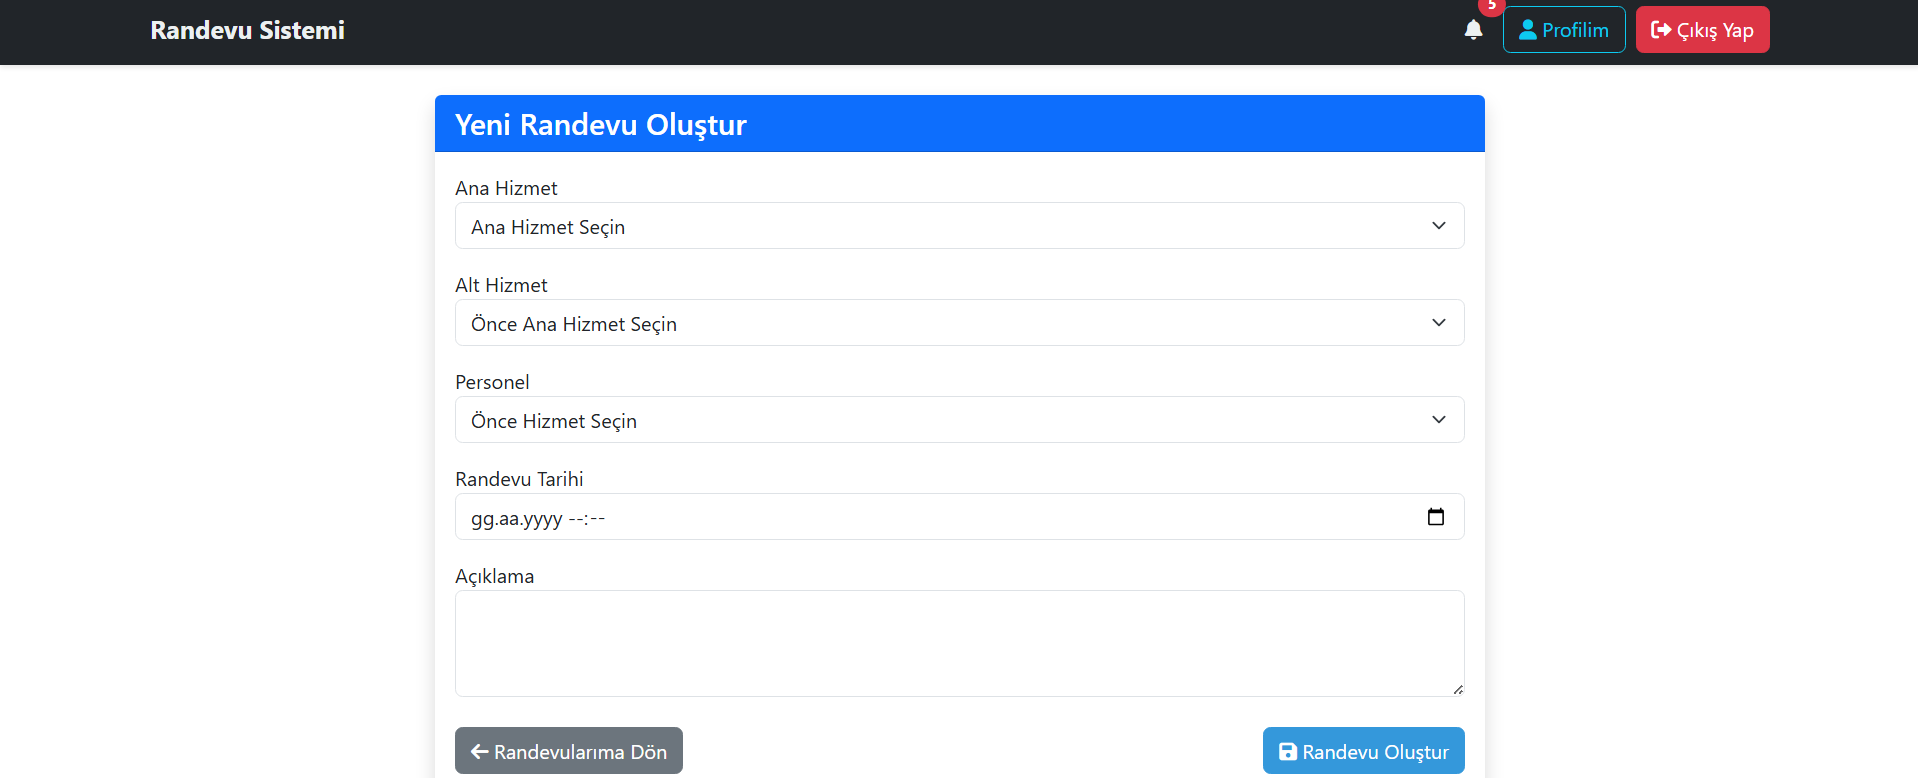 Randevu Sistemi
5
Profilim
Çıkış Yap
Yeni Randevu Oluştur
Ana Hizmet
Ana Hizmet Seçin
Alt Hizmet
Önce Ana Hizmet Seçin
Personel
Önce Hizmet Seçin
Randevu Tarihi
gg.aa.yyyy --:--
Açıklama
Randevularıma Dön
Randevu Oluştur